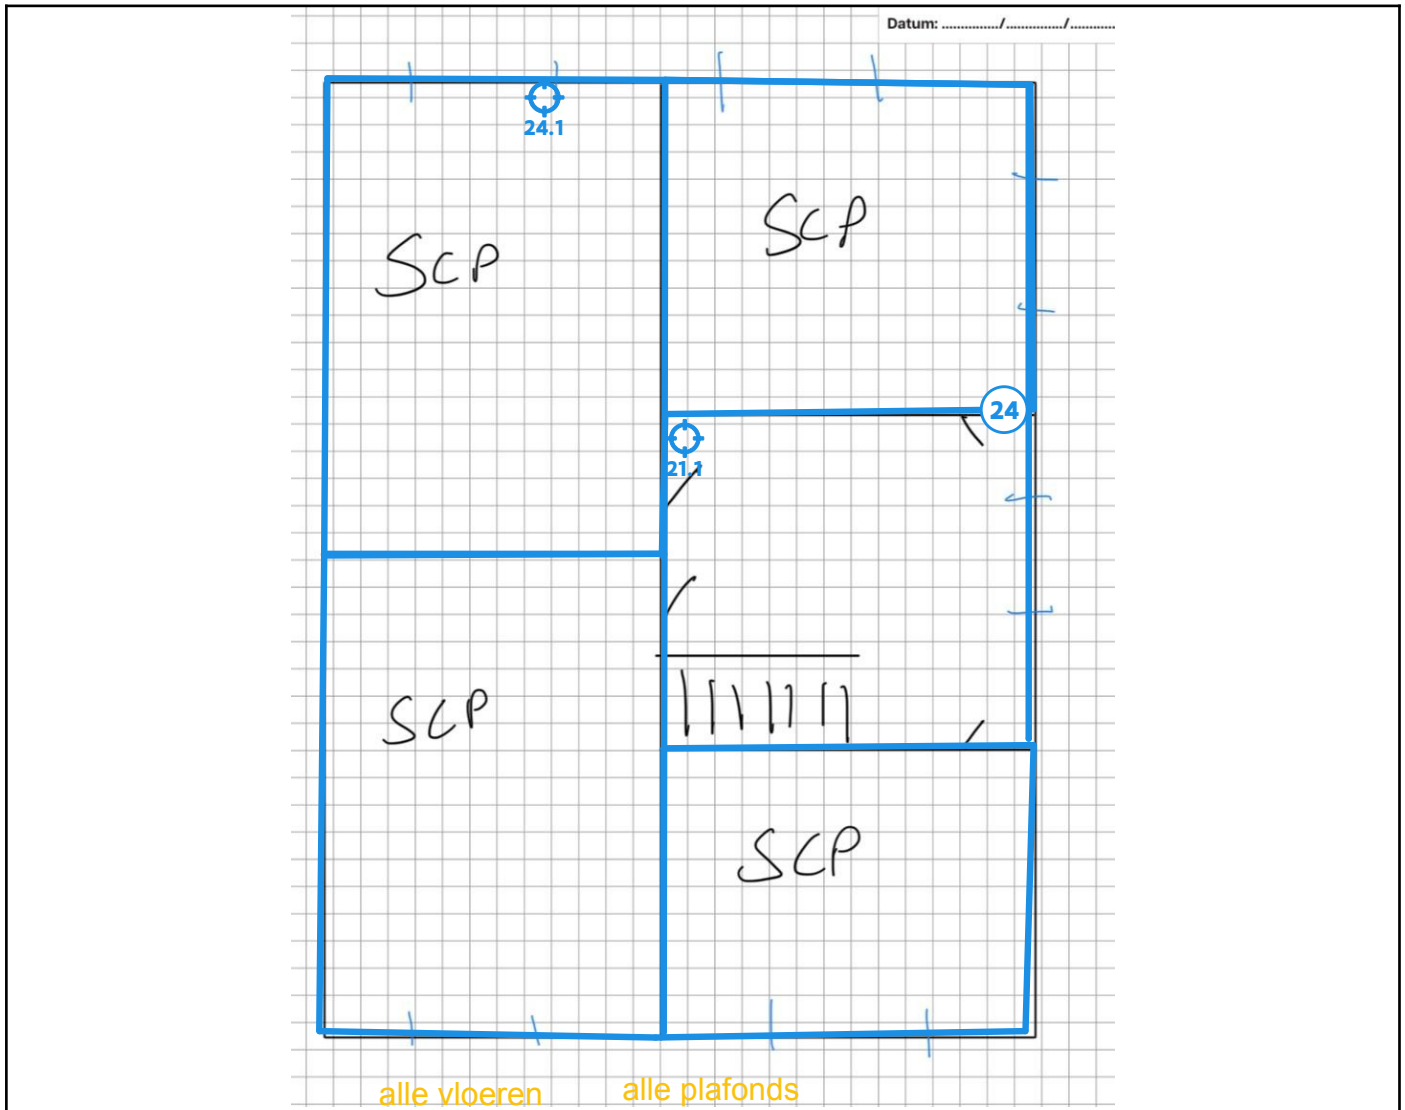 Datum: ............../............../...........
24.1
SCP
SCP
24
21.1
SCP
SCP
alle vloeren
alle plafonds